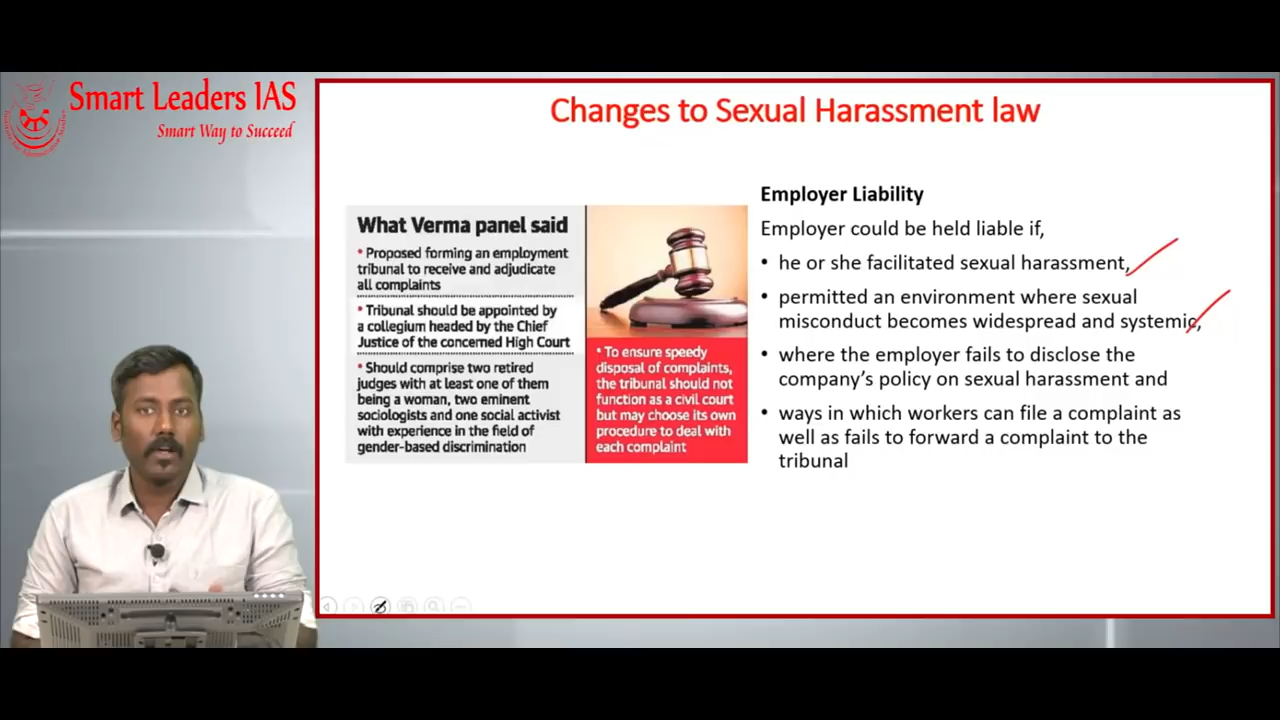 Smart Leaders IAS
Smart Way to Succeed
Changes to Sexual Harassment law
What Verma panel said
• Proposed forming an employment
tribunal to receive and adjudicate
all complaints
• Tribunal should be appointed by
a collegium headed by the Chief
Justice of the concerned High Court
• Should comprise two retired
judges with at least one of them
being a woman, two eminent
sociologists and one social activist
with experience in the field of
gender-based discrimination
• To ensure speedy
disposal of complaints,
the tribunal should not
function as a civil court
but may choose its own
procedure to deal with
each complaint
Employer Liability
Employer could be held liable if,
• he or she facilitated sexual harassment,
• permitted an environment where sexual
misconduct becomes widespread and systemic,
• where the employer fails to disclose the
company's policy on sexual harassment and
• ways in which workers can file a complaint as
well as fails to forward a complaint to the
tribunal